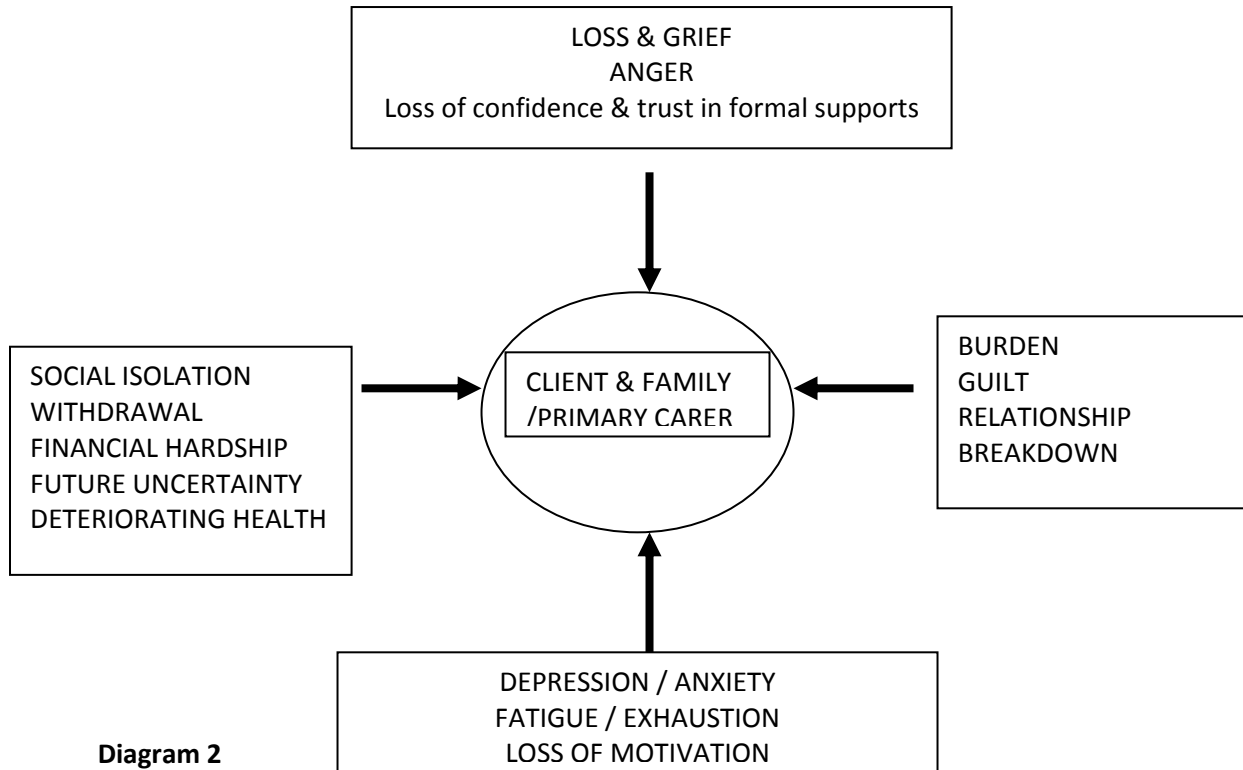 LOSS & GRIEF
ANGER
Loss of confidence & trust in formal supports
SOCIAL ISOLATION
WITHDRAWAL
FINANCIAL HARDSHIP
FUTURE UNCERTAINTY
DETERIORATING HEALTH
CLIENT & FAMILY
/PRIMARY CARER
BURDEN
GUILT
RELATIONSHIP
BREAKDOWN
DEPRESSION / ANXIETY
FATIGUE / EXHAUSTION
LOSS OF MOTIVATION
Diagram 2